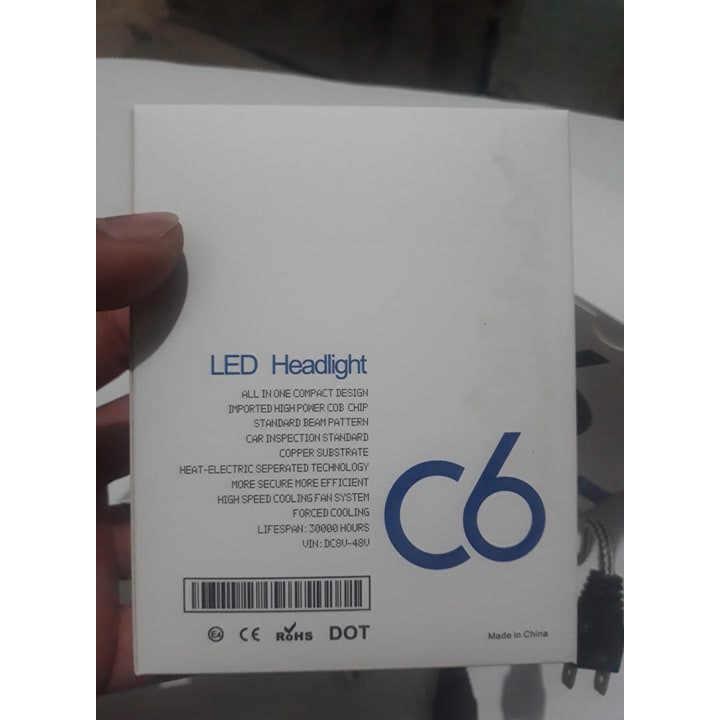 LED Headlight
ALL IN ONE COMPACT DESIGN
IMPORTED HIGH POWER COB CHIP
STANDARD BEAM PATTERN
CAR INSPECTION STANDARD
COPPER SUBSTRATE
HEAT-ELECTRIC SEPERATED TECHNOLOGY
MORE SECURE MORE EFFICIENT
HIGH SPEED COOLING FAN SYSTEM
FORCED COOLING
LIFESPAN: 30000 HOURS
VIN: DC8V-48V
C6
E4 CE RoHS DOT
Made in China